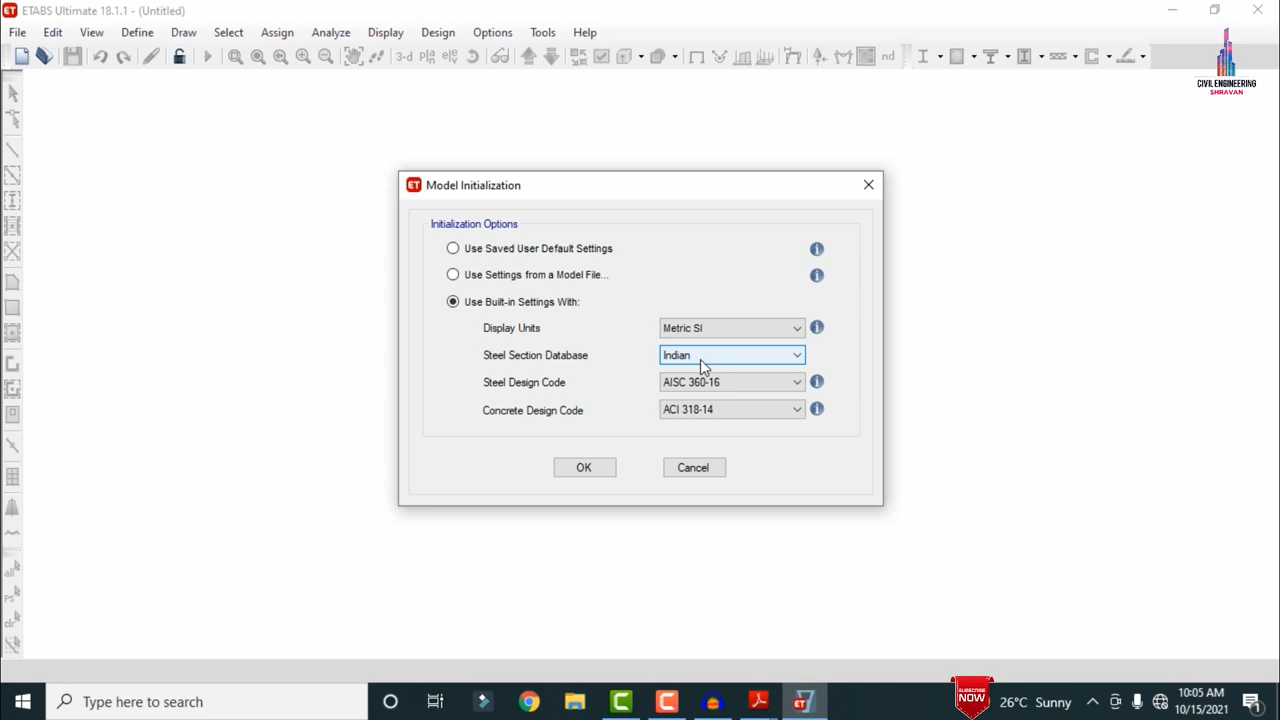 ETABS Ultimate 18.1.1 - (Untitled)
File Edit View Define Draw Select Assign Analyze Display Design Options Tools Help
3-d
nd
CIVIL ENGINEERING
SHRAVAN
ET Model Initialization
Initialization Options
Use Saved User Default Settings
Use Settings from a Model File...
Use Built-in Settings With:
Display Units Metric SI
Steel Section Database Indian
Steel Design Code AISC 360-16
Concrete Design Code ACI 318-14
OK Cancel
all
ps
clr
Type here to search
SUBSCRIBE
NOW
26°C Sunny
10:05 AM
10/15/2021